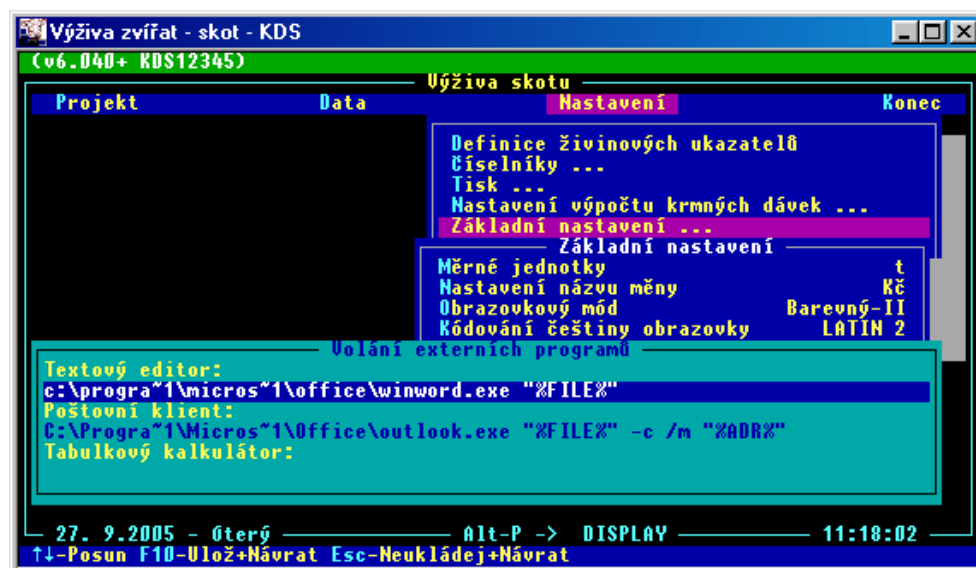 Výživa zvířat - skot - KDS
(v6.040+ KDS12345)
Výživa skotu
Projekt Data Nastavení Konec
Definice živinových ukazatelů
Číselníky ...
Tisk ...
Nastavení výpočtu krmných dávek ...
Základní nastavení ...
Základní nastavení
Měrné jednotky t
Nastavení názvu měny Kč
Obrazovkový mód Barevný-II
Kódování češtiny obrazovky LATIN 2
Volání externích programů
Textový editor:
c:\progra~1\micros~1\office\winword.exe "%FILE%"
Poštovní klient:
C:\Progra~1\Micros~1\Office\outlook.exe "%FILE%" -c /m "%ADR%"
Tabulkový kalkulátor:
27. 9.2005 - úterý Alt-P -> DISPLAY 11:18:02
↑↓-Posun F10-Ulož+Návrat Esc-Neukládej+Návrat